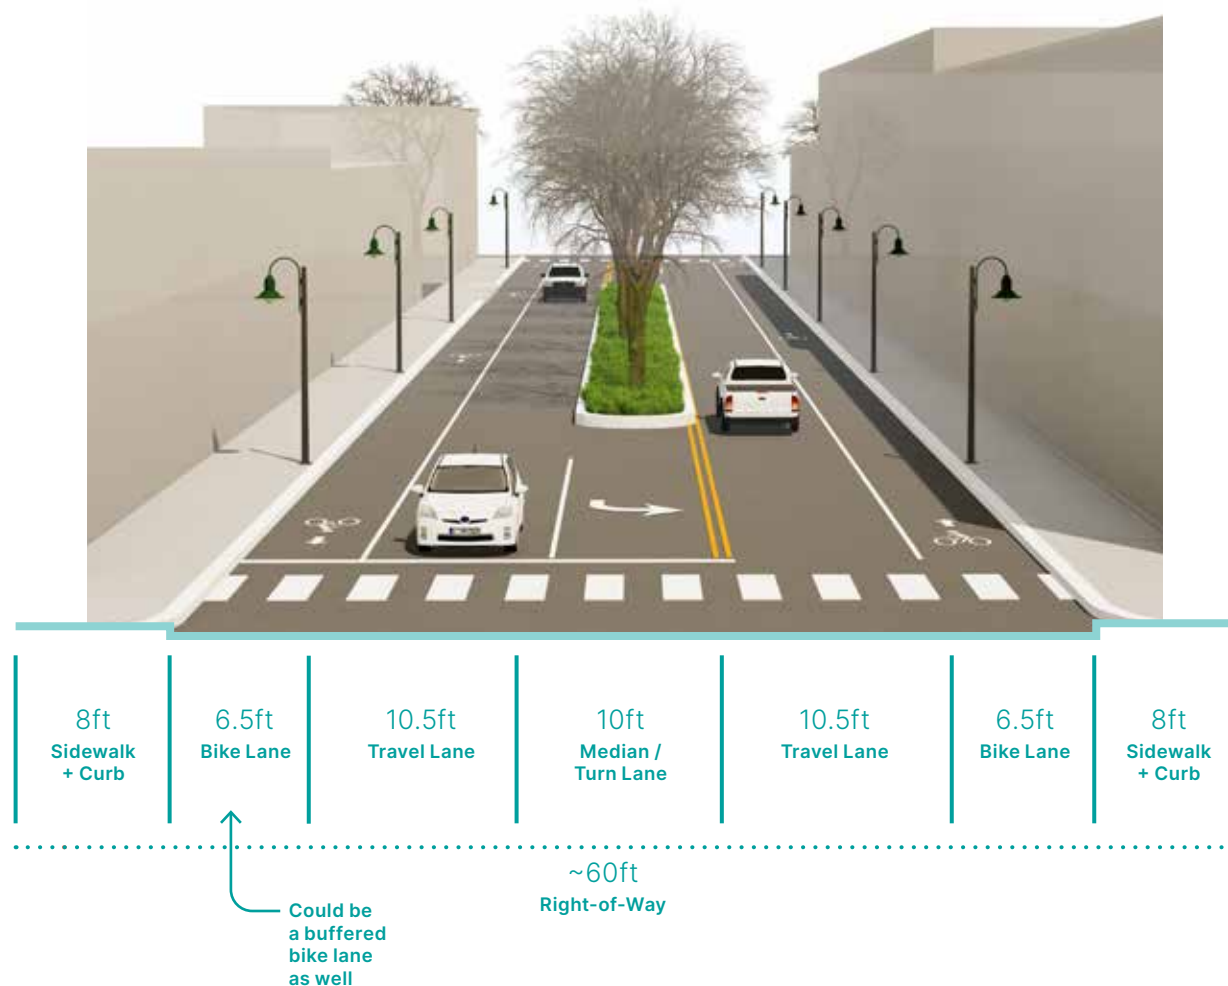 8ft
Sidewalk
+ Curb
6.5ft
Bike Lane
10.5ft
Travel Lane
10ft
Median /
Turn Lane
10.5ft
Travel Lane
6.5ft
Bike Lane
8ft
Sidewalk
+ Curb
~60ft
Right-of-Way
Could be
a buffered
bike lane
as well